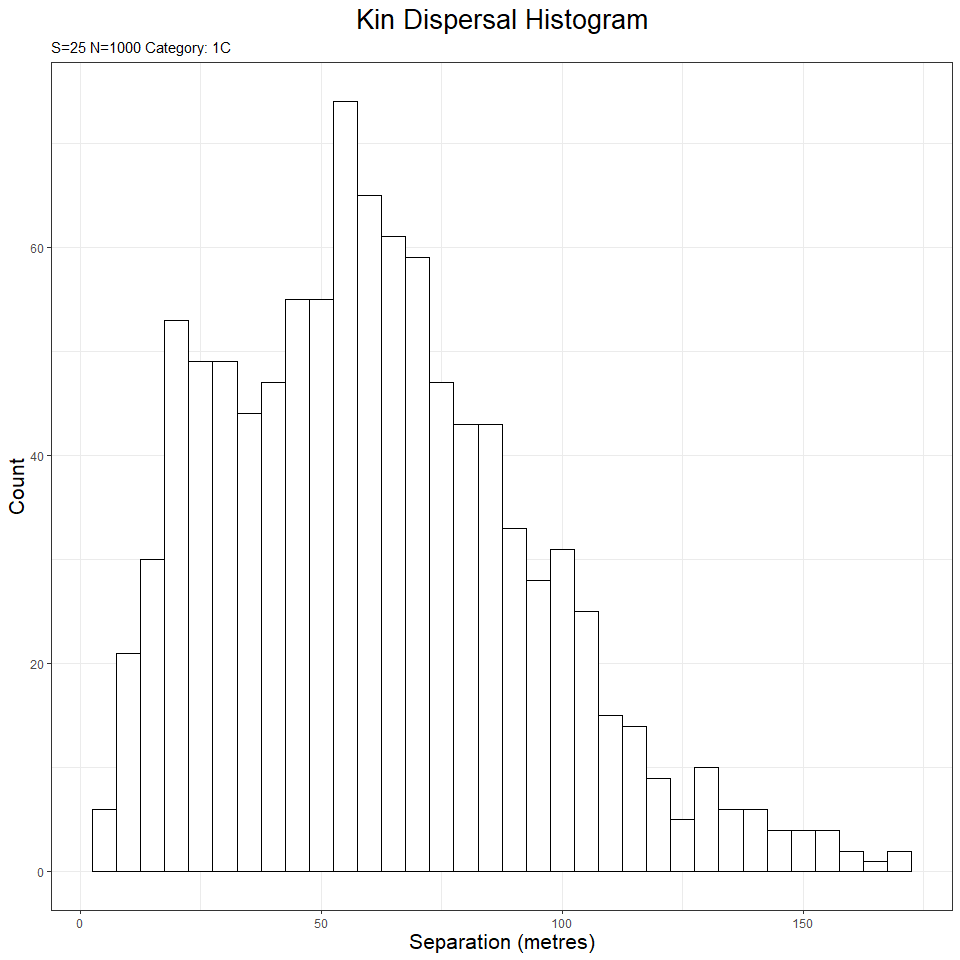 Kin Dispersal Histogram
S=25 N=1000 Category: 1C
Count
60
40
20
0
0 50 100 150
Separation (metres)